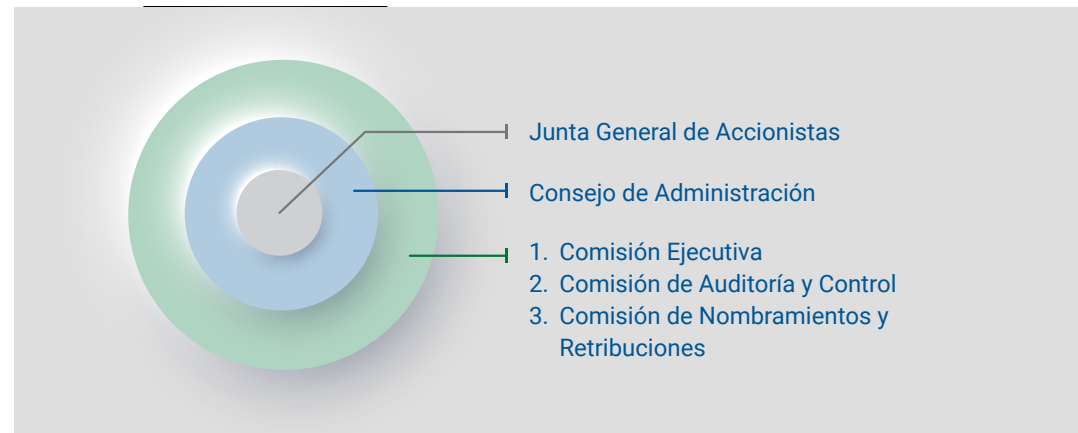 Junta General de Accionistas
Consejo de Administración
1. Comisión Ejecutiva
2. Comisión de Auditoría y Control
3. Comisión de Nombramientos y
Retribuciones